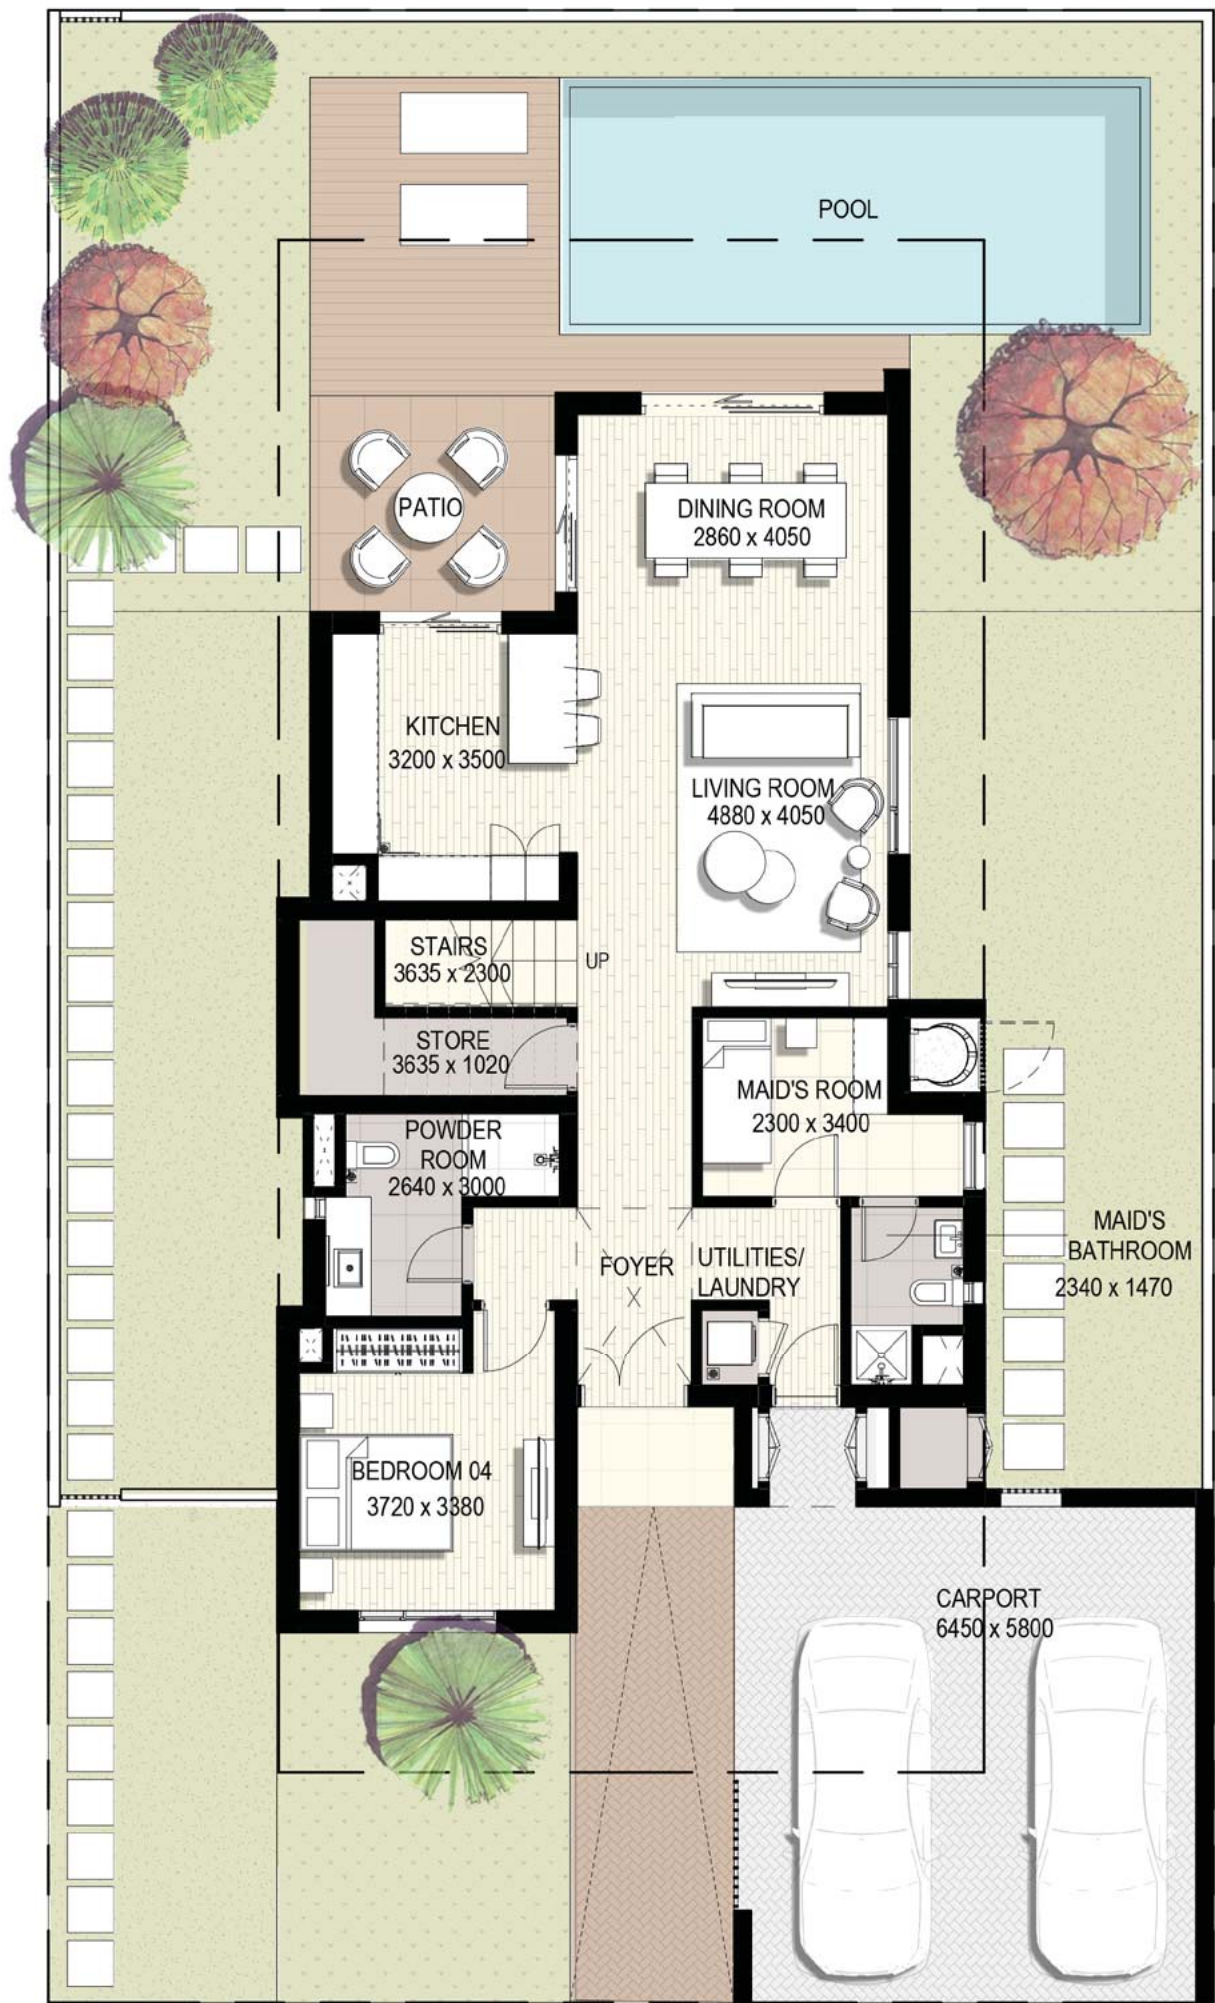 POOL
PATIO
DINING ROOM
2860 x 4050
KITCHEN
3200 x 3500
LIVING ROOM
4880 x 4050
STAIRS
3635 x 2300
UP
STORE
3635 x 1020
MAID'S ROOM
2300 x 3400
POWDER
ROOM
2640 x 3000
MAID'S
BATHROOM
2340 x 1470
FOYER
UTILITIES/
LAUNDRY
BEDROOM 04
3720 x 3380
CARPORT
6450 x 5800